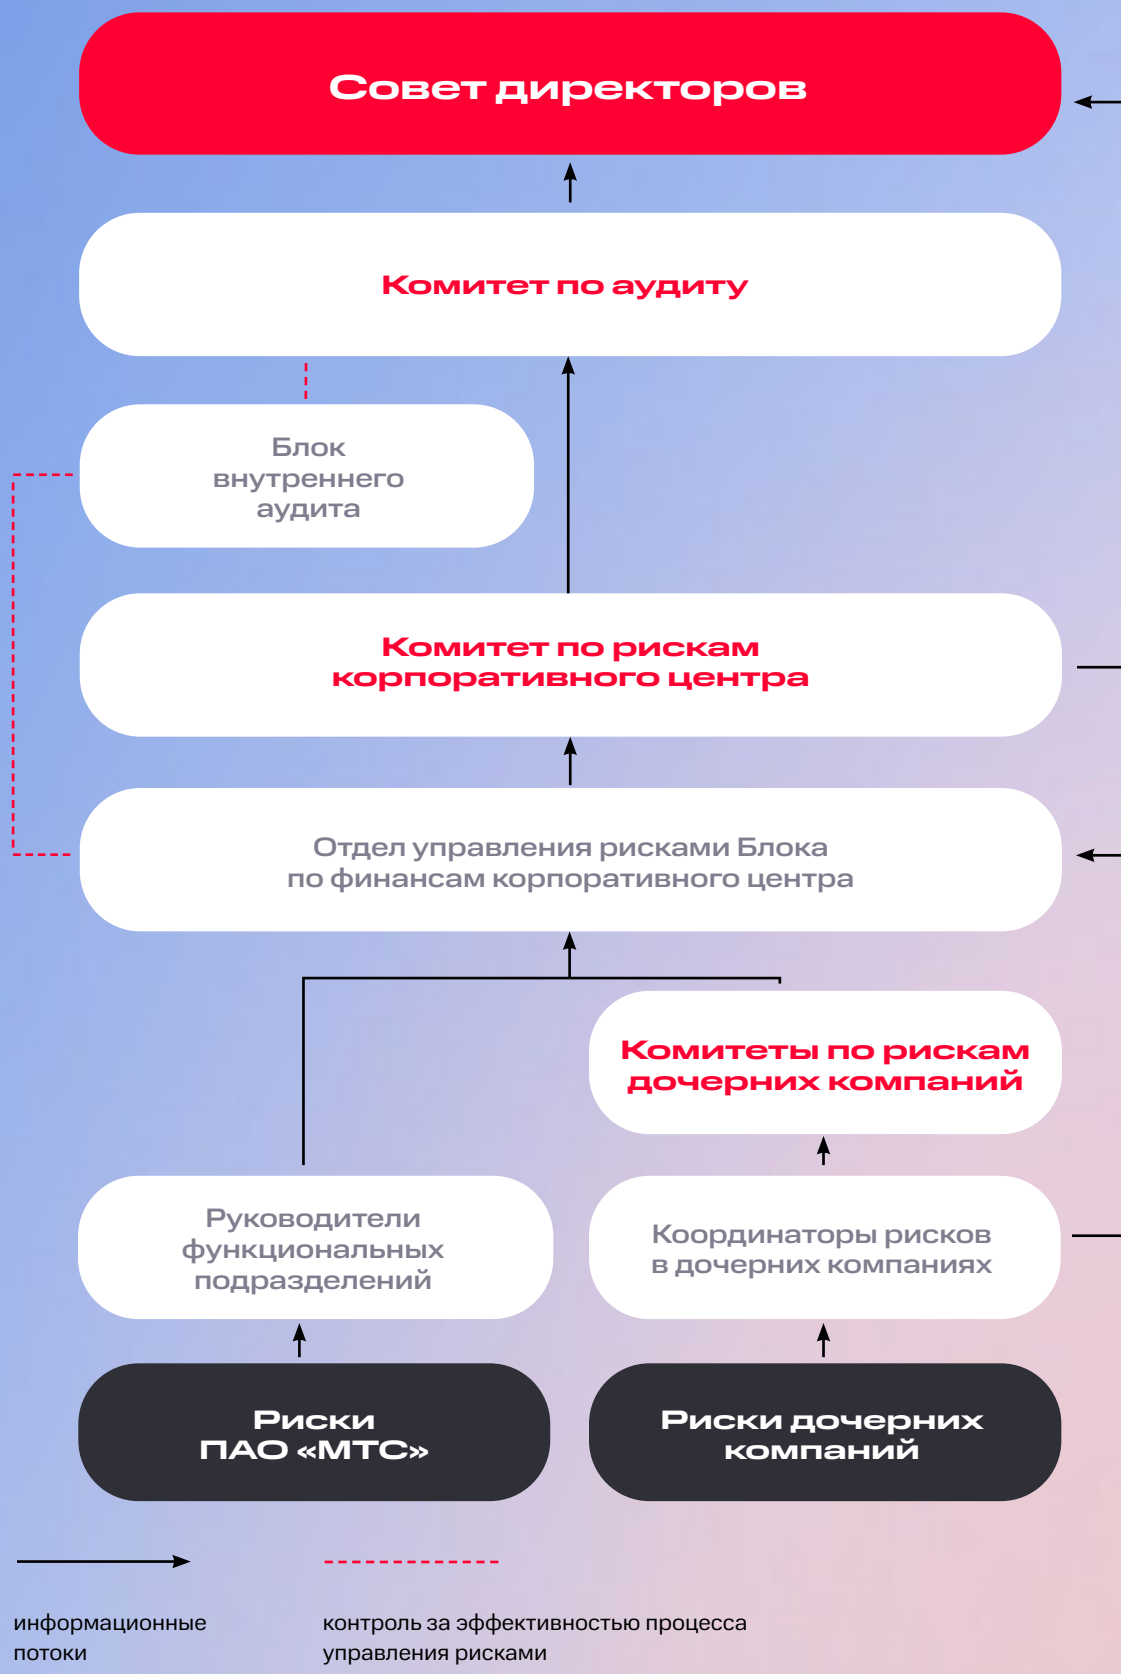 Совет директоров
Комитет по аудиту
Блок
внутреннего
аудита
Комитет по рискам
корпоративного центра
Отдел управления рисками Блока
по финансам корпоративного центра
Комитеты по рискам
дочерних компаний
Руководители
функциональных
подразделений
Координаторы рисков
в дочерних компаниях
Риски
ПАО «МТС»
Риски дочерних
компаний
информационные
потоки
контроль за эффективностью процесса
управления рисками